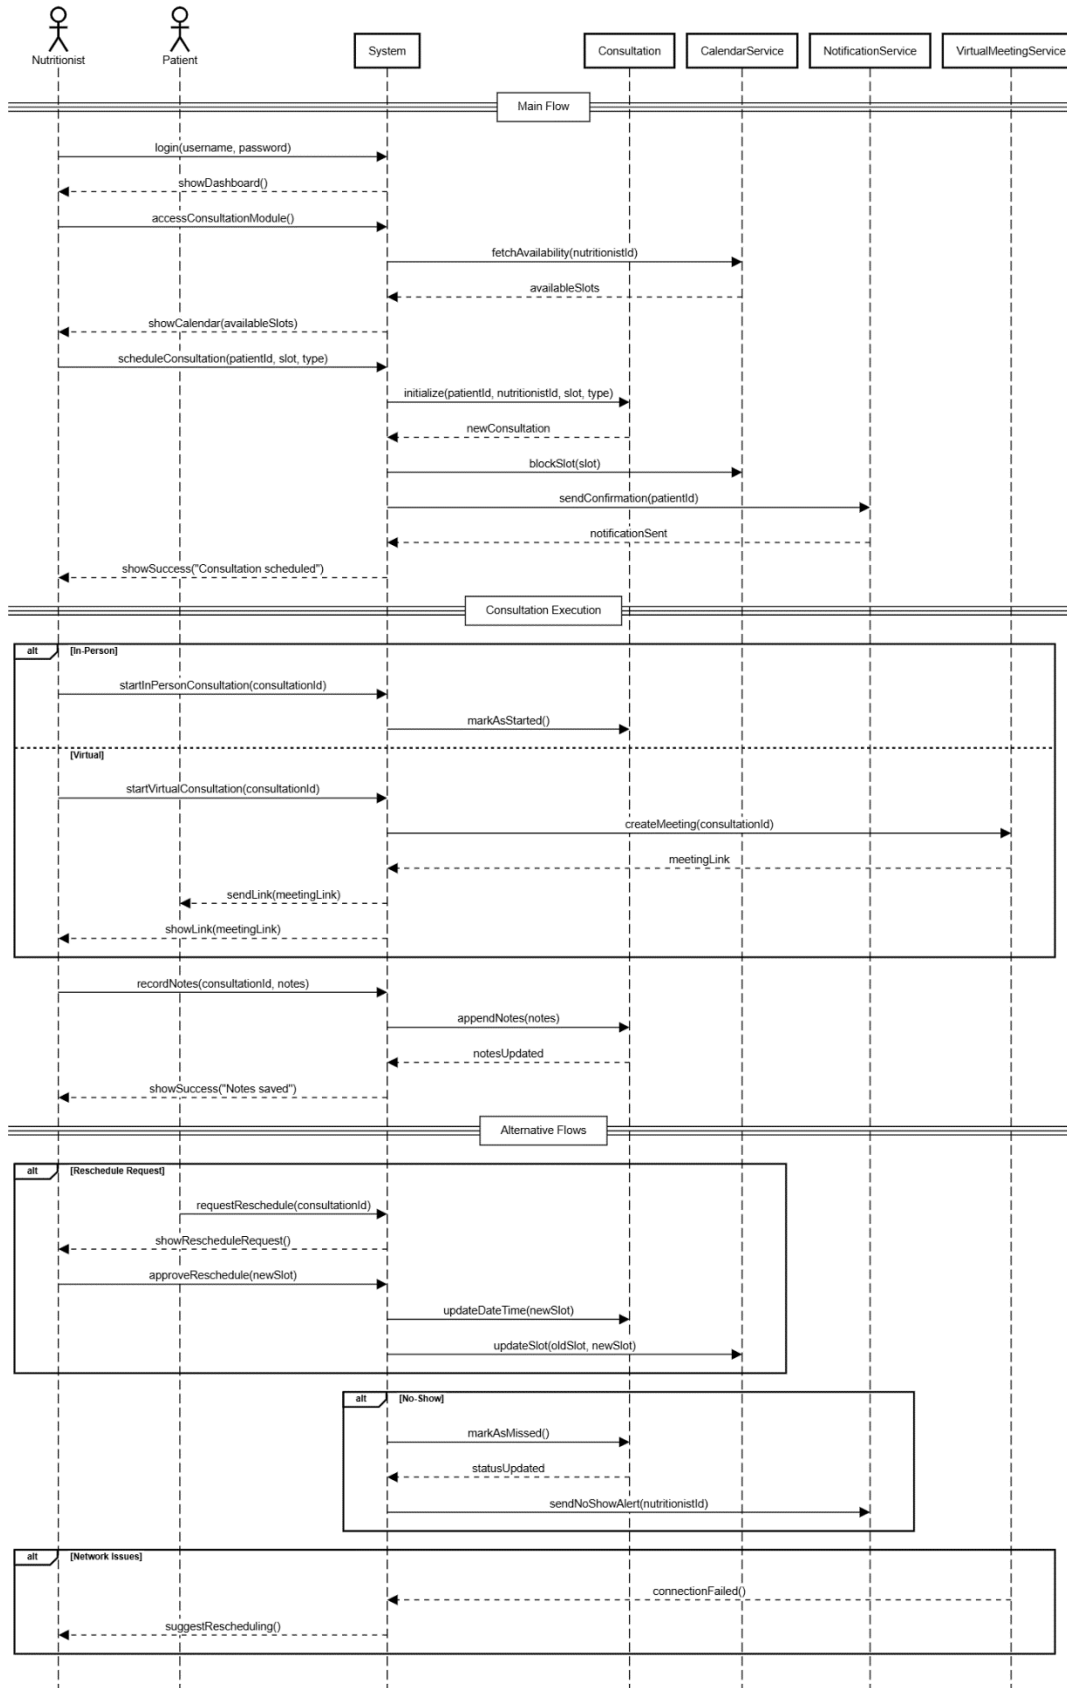 Nutritionist
Patient
System
Consultation
CalendarService
NotificationService
VirtualMeetingService
Main Flow
login(username, password)
showDashboard()
accessConsultationModule()
fetchAvailability(nutritionistId)
availableSlots
showCalendar(availableSlots)
scheduleConsultation(patientId, slot, type)
initialize(patientId, nutritionistId, slot, type)
newConsultation
blockSlot(slot)
sendConfirmation(patientId)
notificationSent
showSuccess("Consultation scheduled")
Consultation Execution
alt
[In-Person]
startInPersonConsultation(consultationId)
markAsStarted()
[Virtual]
startVirtualConsultation(consultationId)
createMeeting(consultationId)
meetingLink
sendLink(meetingLink)
showLink(meetingLink)
recordNotes(consultationId, notes)
appendNotes(notes)
notesUpdated
showSuccess("Notes saved")
Alternative Flows
alt
[Reschedule Request]
requestReschedule(consultationId)
showRescheduleRequest()
approveReschedule(newSlot)
updateDateTime(newSlot)
updateSlot(oldSlot, newSlot)
alt
[No-Show]
markAsMissed()
statusUpdated
sendNoShowAlert(nutritionistId)
alt
[Network Issues]
connectionFailed()
suggestRescheduling()